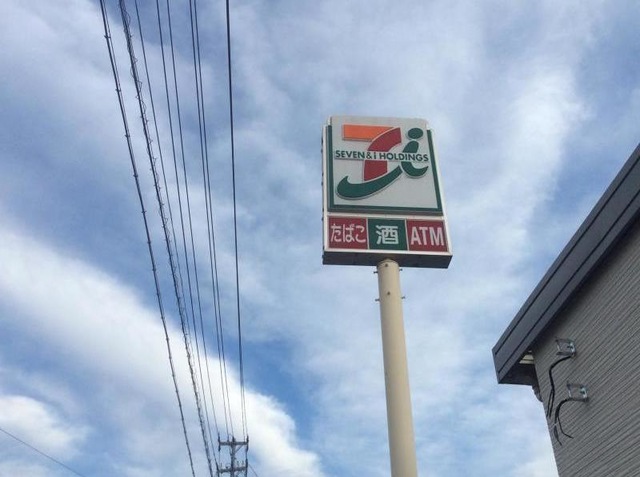 SEVEN & i HOLDINGS
たばこ 酒 ATM